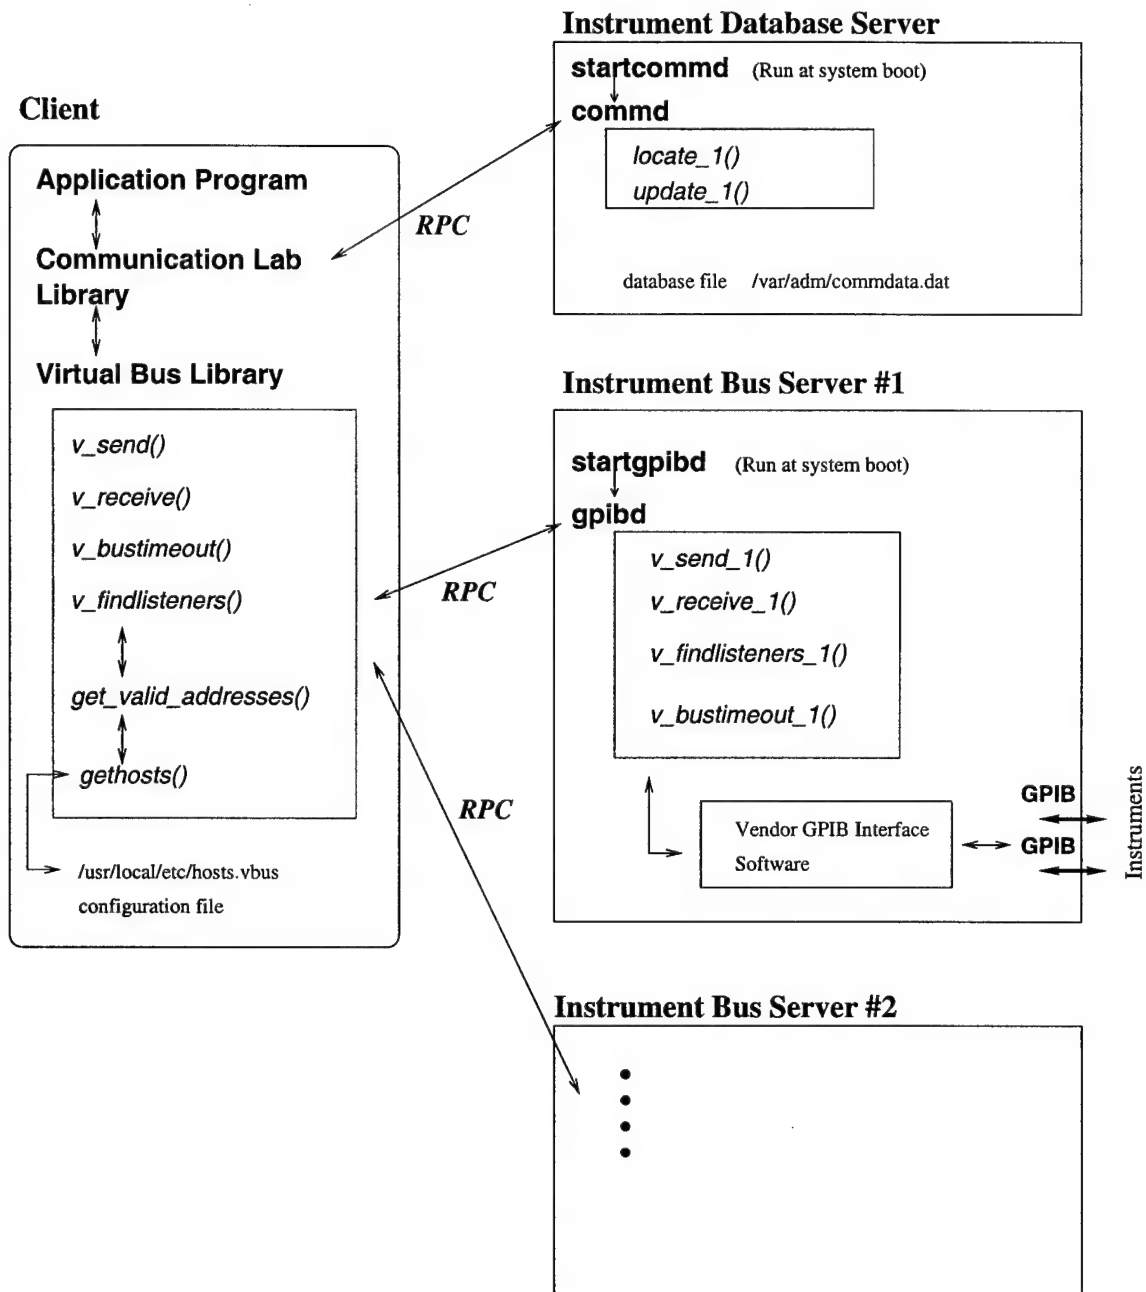 Client
Application Program
Communication Lab
Library
Virtual Bus Library
v_send()
v_receive()
v_bustimeout()
v_findlisteners()
get_valid_addresses()
gethosts()
/usr/local/etc/hosts.vbus
configuration file
RPC
RPC
RPC
Instrument Database Server
startcommd (Run at system boot)
commd
locate_1()
update_1()
database file /var/adm/commdata.dat
Instrument Bus Server #1
startgpibd (Run at system boot)
gpibd
v_send_1()
v_receive_1()
v_findlisteners_1()
v_bustimeout_1()
Vendor GPIB Interface
Software
GPIB
GPIB
Instruments
Instrument Bus Server #2